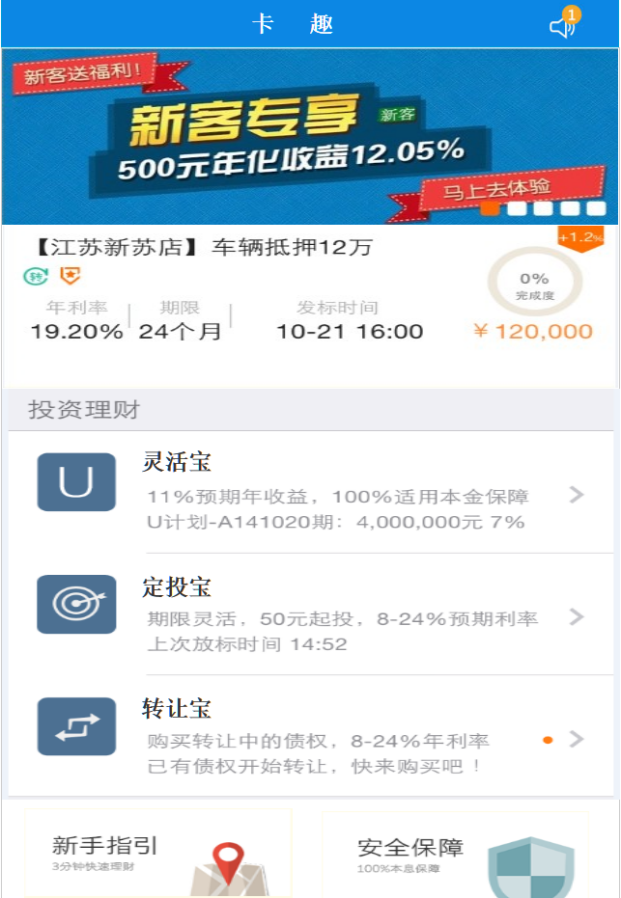 卡 趣
1
新客送福利!
新客专享 新客
500元年化收益12.05%
马上去体验
【江苏新苏店】车辆抵押12万
+1.2%
转
0%
完成度
年利率 期限 发标时间
19.20% 24个月 10-21 16:00 ￥120,000
投资理财
U
灵活宝
11%预期年收益，100%适用本金保障
U计划-A141020期：4,000,000元 7%
定投宝
期限灵活，50元起投，8-24%预期利率
上次放标时间 14:52
转让宝
购买转让中的债权，8-24%年利率
已有债权开始转让，快来购买吧！
新手指引
3分钟快速理财
安全保障
100%本息保障